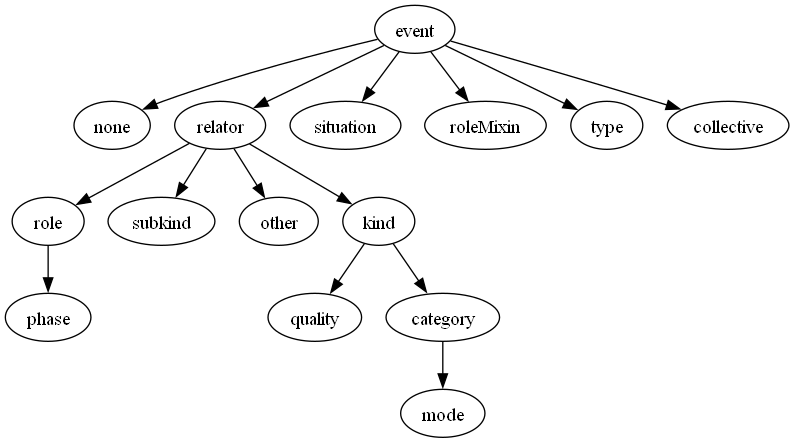 event
none
relator
situation
roleMixin
type
collective
role
subkind
other
kind
phase
quality
category
mode